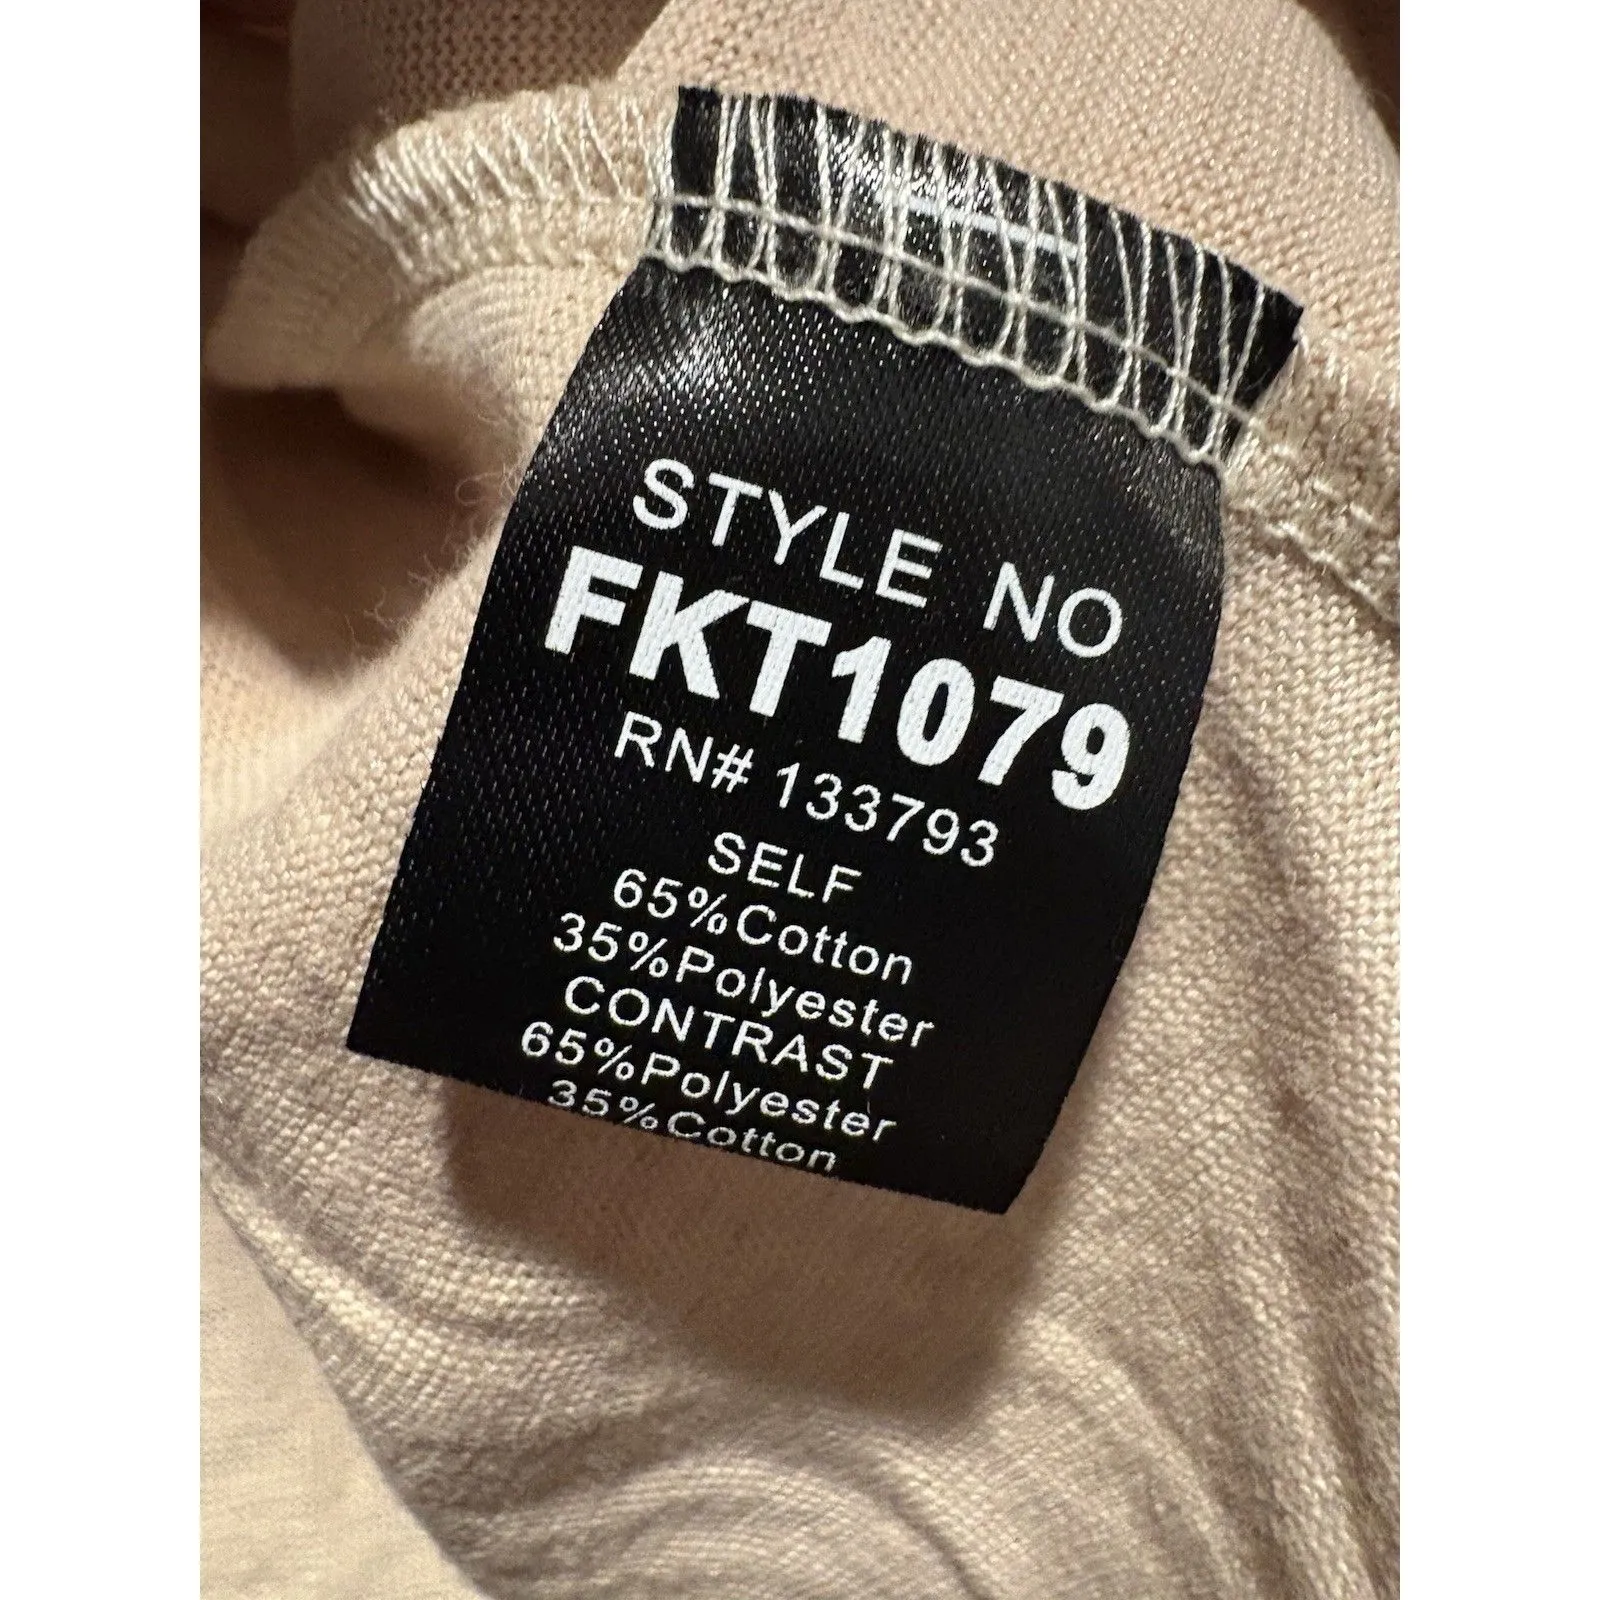 STYLE NO
FKT1079
RN# 133793
SELF
65%Cotton
35%Polyester
CONTRAST
65%Polyester
35%Cotton